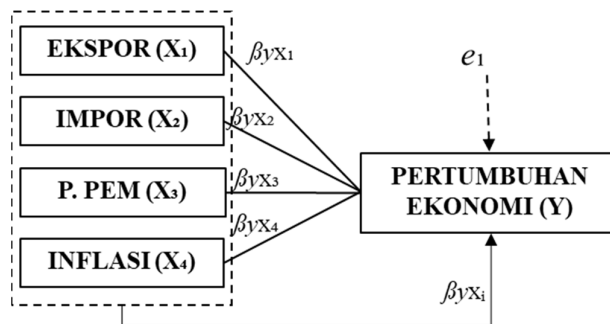 EKSPOR (X₁)
βyX₁
e₁
IMPOR (X₂)
βyX₂
P. PEM (X₃)
βyX₃
PERTUMBUHAN
EKONOMI (Y)
INFLASI (X₄)
βyX₄
βyXᵢ